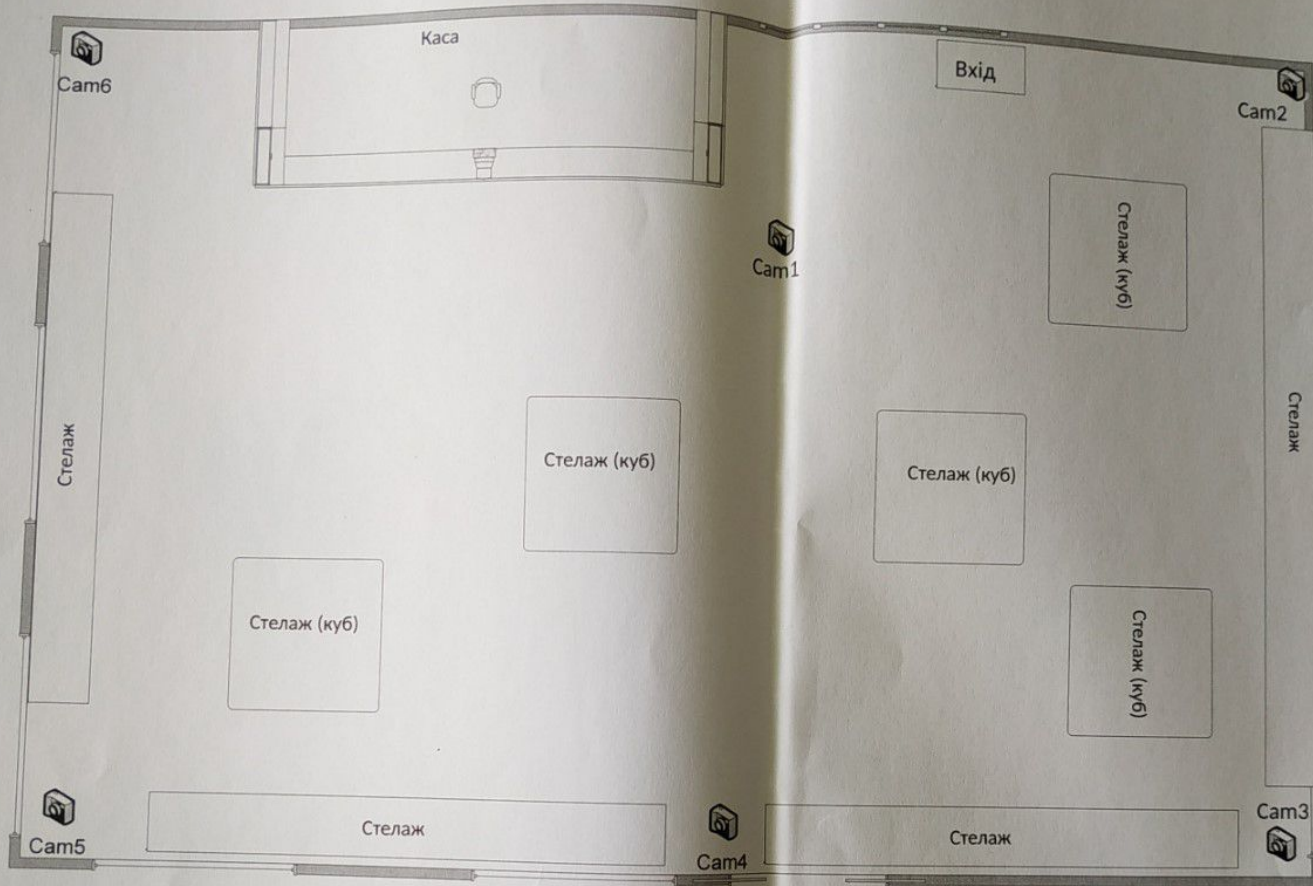 Каса
Вхід
Cam6
Cam2
Стелаж (куб)
Cam1
Стелаж
Стелаж
Стелаж (куб)
Стелаж (куб)
Стелаж (куб)
Стелаж (куб)
Cam3
Стелаж
Стелаж
Cam5
Cam4